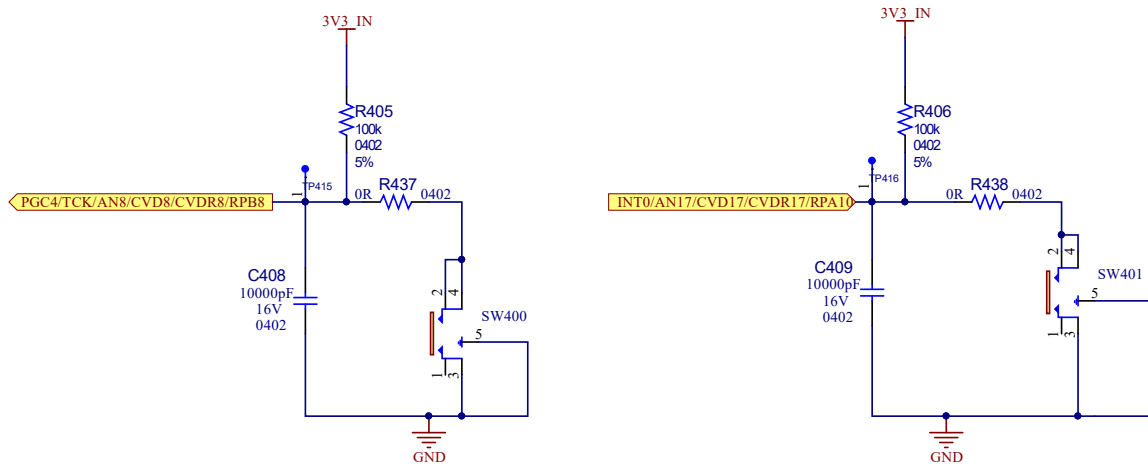 3V3_IN
R405
100k
0402
5%
1
TP415
PGC4/TCK/AN8/CVD8/CVDR8/RPB8
R437
0R
0402
C408
10000pF
16V
0402
2
4
SW400
5
1
3
GND
3V3_IN
R406
100k
0402
5%
1
TP416
INT0/AN17/CVD17/CVDR17/RPA10
R438
0R
0402
C409
10000pF
16V
0402
2
4
SW401
5
1
3
GND